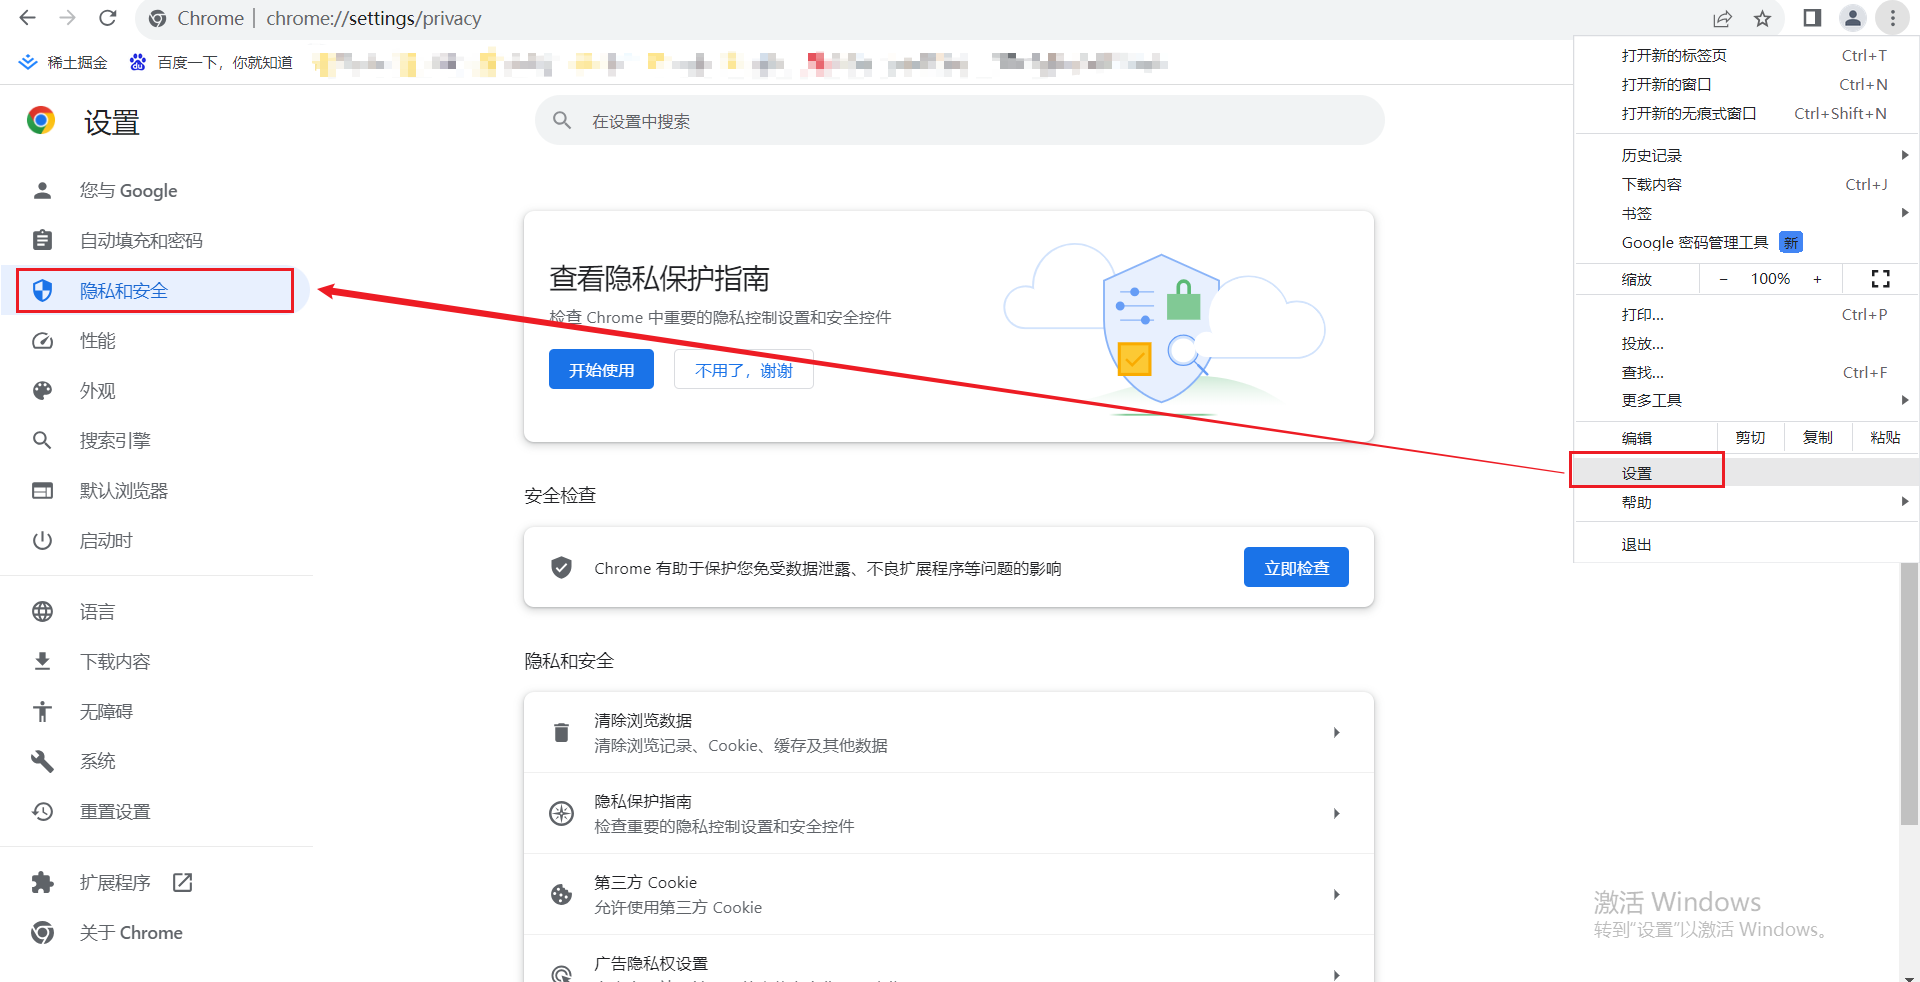 Chrome | chrome://settings/privacy
稀土掘金 百度一下，你就知道
设置
在设置中搜索
您与 Google
自动填充和密码
隐私和安全
性能
外观
搜索引擎
默认浏览器
启动时
语言
下载内容
无障碍
系统
重置设置
扩展程序
关于 Chrome
查看隐私保护指南
检查 Chrome 中重要的隐私控制设置和安全控件
开始使用 不用了，谢谢
安全检查
Chrome 有助于保护您免受数据泄露、不良扩展程序等问题的影响
立即检查
隐私和安全
清除浏览数据
清除浏览记录、Cookie、缓存及其他数据
隐私保护指南
检查重要的隐私控制设置和安全控件
第三方 Cookie
允许使用第三方 Cookie
广告隐私权设置
打开新的标签页 Ctrl+T
打开新的窗口 Ctrl+N
打开新的无痕式窗口 Ctrl+Shift+N
历史记录
下载内容 Ctrl+J
书签
Google 密码管理工具 新
缩放 － 100% +
打印... Ctrl+P
投放...
查找... Ctrl+F
更多工具
编辑 剪切 复制 粘贴
设置
帮助
退出
激活 Windows
转到“设置”以激活 Windows。